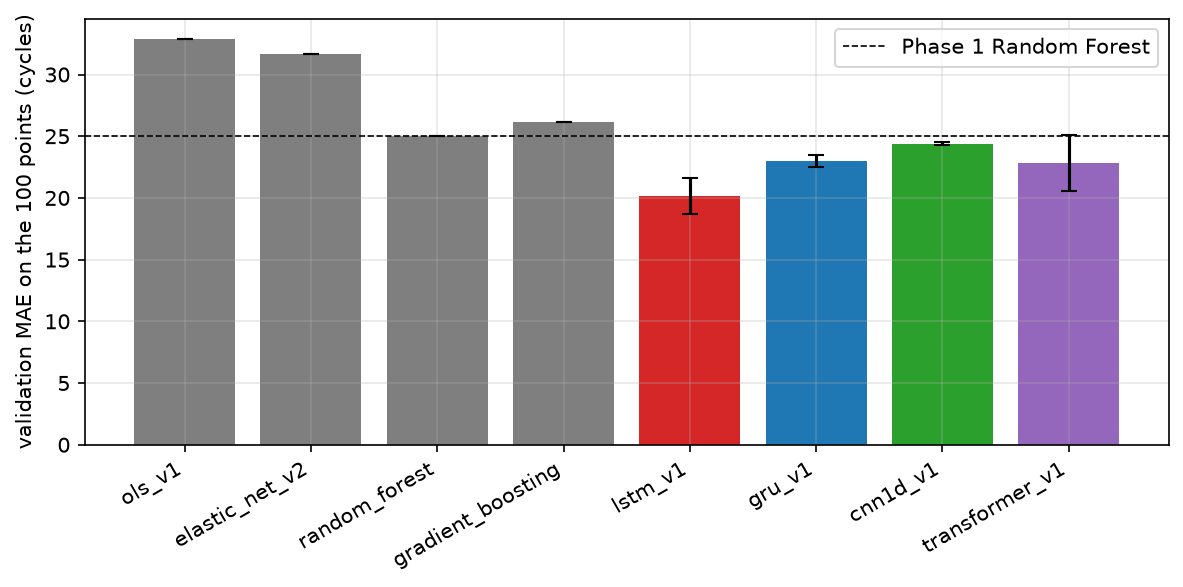 validation MAE on the 100 points (cycles)
30
25
20
15
10
5
0
Phase 1 Random Forest
ols_v1
elastic_net_v2
random_forest
gradient_boosting
lstm_v1
gru_v1
cnn1d_v1
transformer_v1